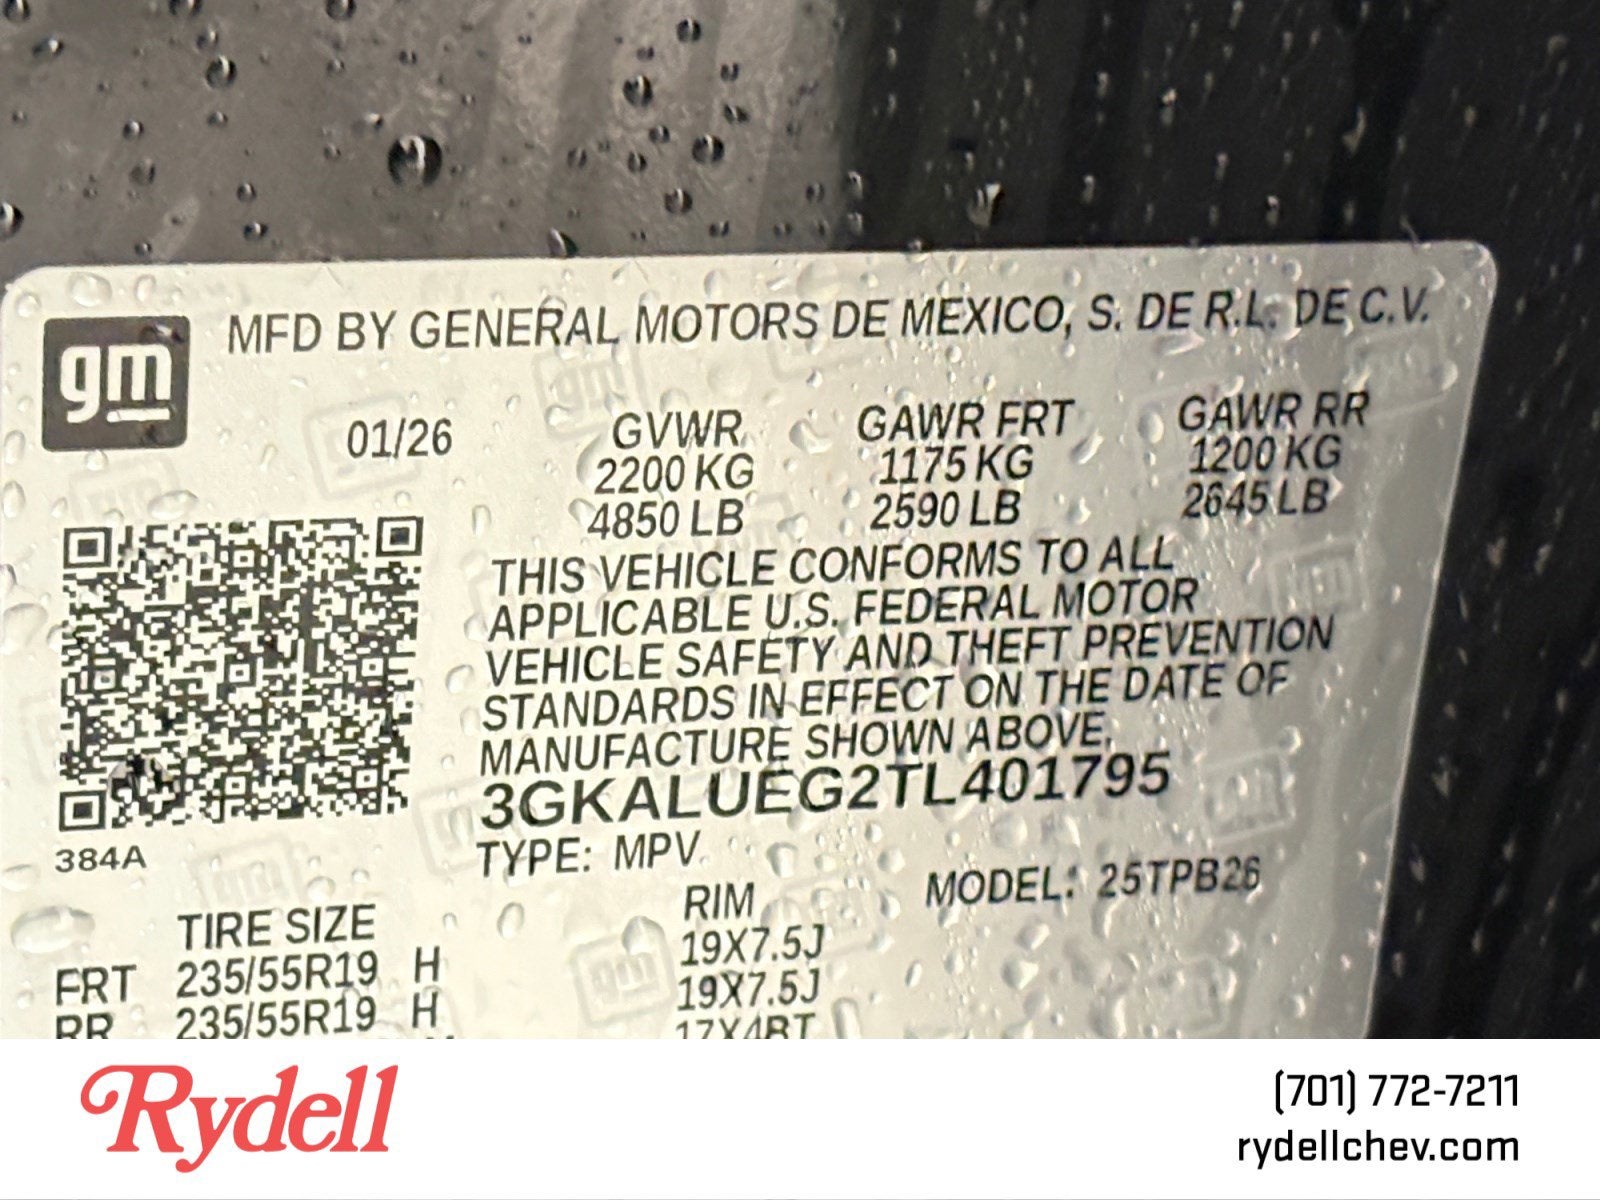 gm
MFD BY GENERAL MOTORS DE MEXICO, S. DE R.L. DE C.V.
01/26
GVWR GAWR FRT GAWR RR
2200 KG 1175 KG 1200 KG
4850 LB 2590 LB 2645 LB
THIS VEHICLE CONFORMS TO ALL
APPLICABLE U.S. FEDERAL MOTOR
VEHICLE SAFETY AND THEFT PREVENTION
STANDARDS IN EFFECT ON THE DATE OF
MANUFACTURE SHOWN ABOVE.
3GKALUEG2TL401795
384A
TYPE: MPV MODEL: 25TPB26
TIRE SIZE RIM
FRT 235/55R19 H 19X7.5J
RR 235/55R19 H 19X7.5J
17X4BT
Rydell
(701) 772-7211
rydellchev.com